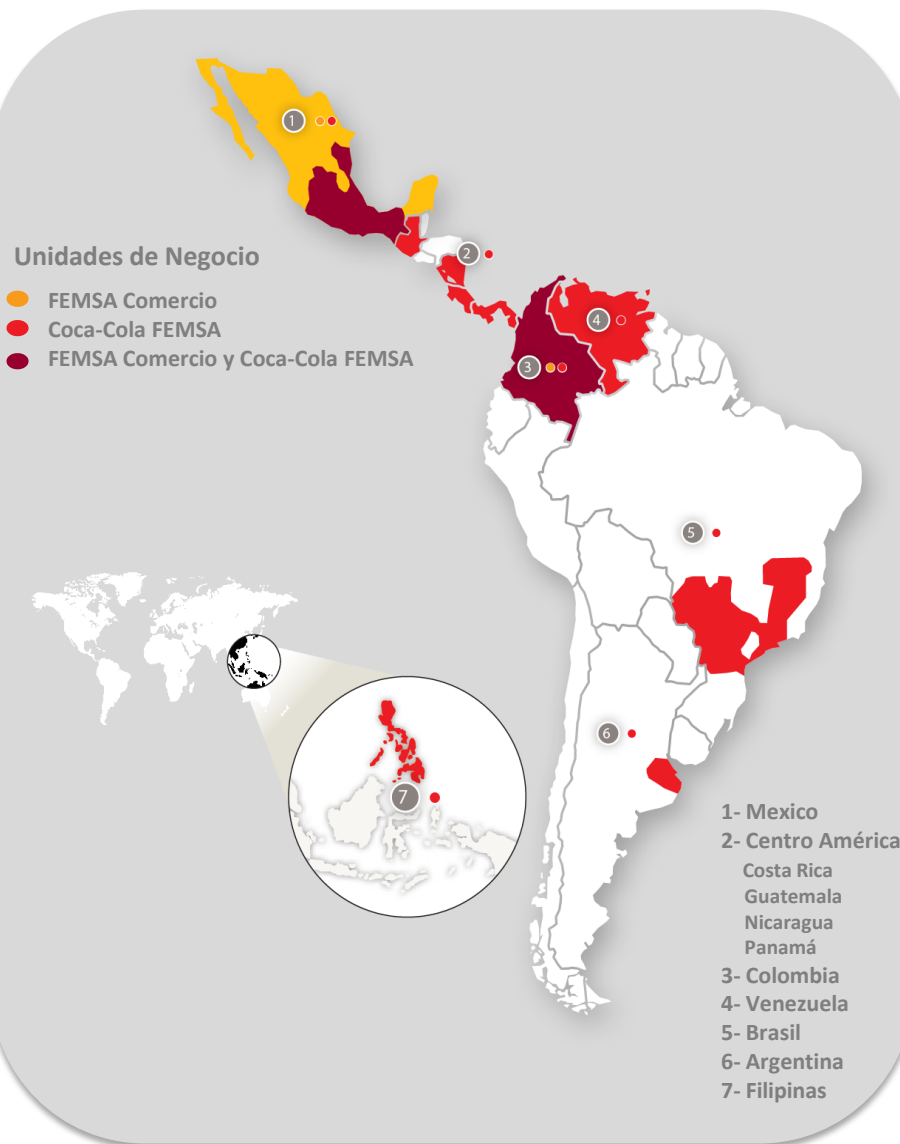 1
2
Unidades de Negocio
FEMSA Comercio
Coca-Cola FEMSA
FEMSA Comercio y Coca-Cola FEMSA
4
3
5
6
7
1- Mexico
2- Centro América
Costa Rica
Guatemala
Nicaragua
Panamá
3- Colombia
4- Venezuela
5- Brasil
6- Argentina
7- Filipinas